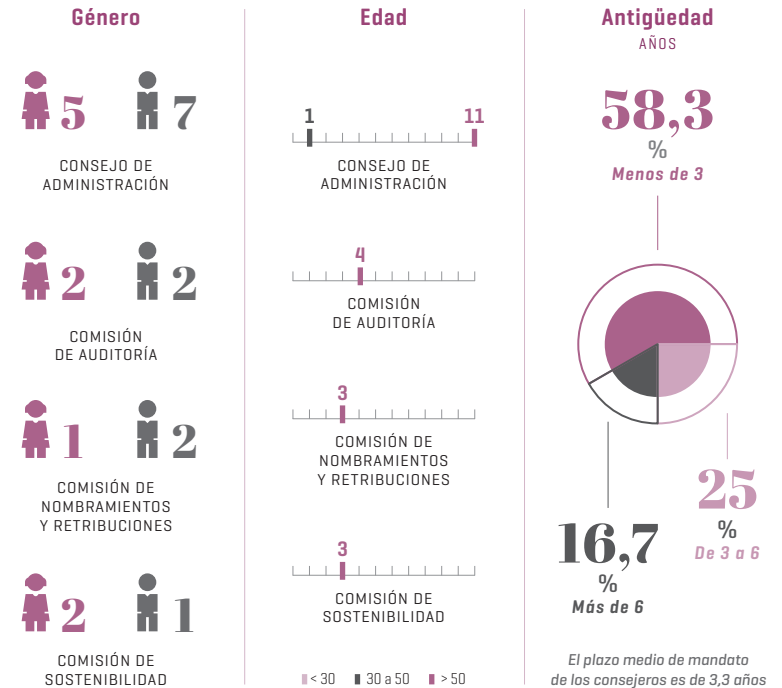 Género
5
7
CONSEJO DE
ADMINISTRACIÓN
2
2
COMISIÓN
DE AUDITORÍA
1
2
COMISIÓN DE
NOMBRAMIENTOS
Y RETRIBUCIONES
2
1
COMISIÓN DE
SOSTENIBILIDAD
Edad
1
11
CONSEJO DE
ADMINISTRACIÓN
4
COMISIÓN
DE AUDITORÍA
3
COMISIÓN DE
NOMBRAMIENTOS
Y RETRIBUCIONES
3
COMISIÓN DE
SOSTENIBILIDAD
< 30 30 a 50 > 50
Antigüedad
AÑOS
58,3
%
Menos de 3
25
%
De 3 a 6
16,7
%
Más de 6
El plazo medio de mandato
de los consejeros es de 3,3 años